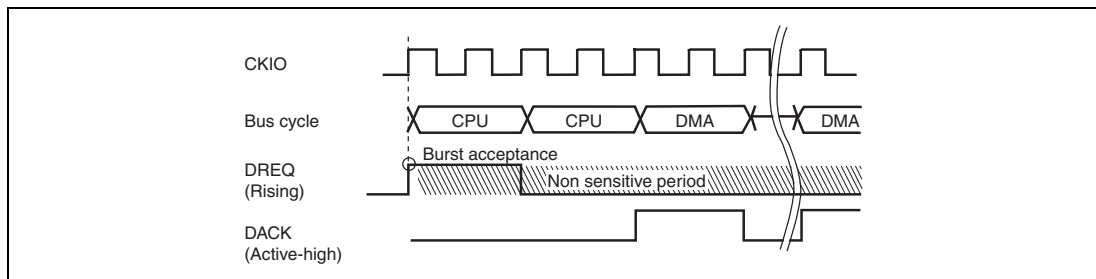 CKIO
Bus cycle
CPU
CPU
DMA
DMA
Burst acceptance
DREQ
(Rising)
Non sensitive period
DACK
(Active-high)